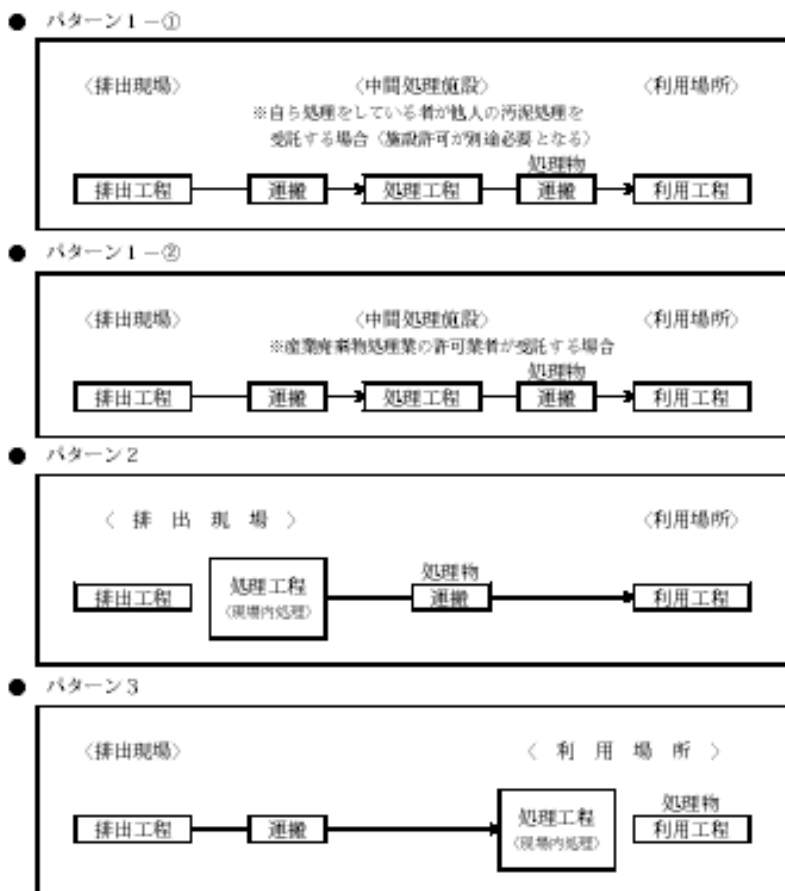 ● パターン1-①
〈排出現場〉 〈中間処理施設〉 〈利用場所〉
※自ら処理をしている者が他人の汚泥処理を
受託する場合(施設許可が別途必要となる)
処理物
排出工程 運搬 処理工程 運搬 利用工程
● パターン1-②
〈排出現場〉 〈中間処理施設〉 〈利用場所〉
※産業廃棄物処理業の許可業者が受託する場合
処理物
排出工程 運搬 処理工程 運搬 利用工程
● パターン2
〈排出現場〉 〈利用場所〉
処理物
排出工程 処理工程 運搬 利用工程
(現場内処理)
● パターン3
〈排出現場〉 〈利用場所〉
処理物
排出工程 運搬 処理工程 利用工程
(現場内処理)